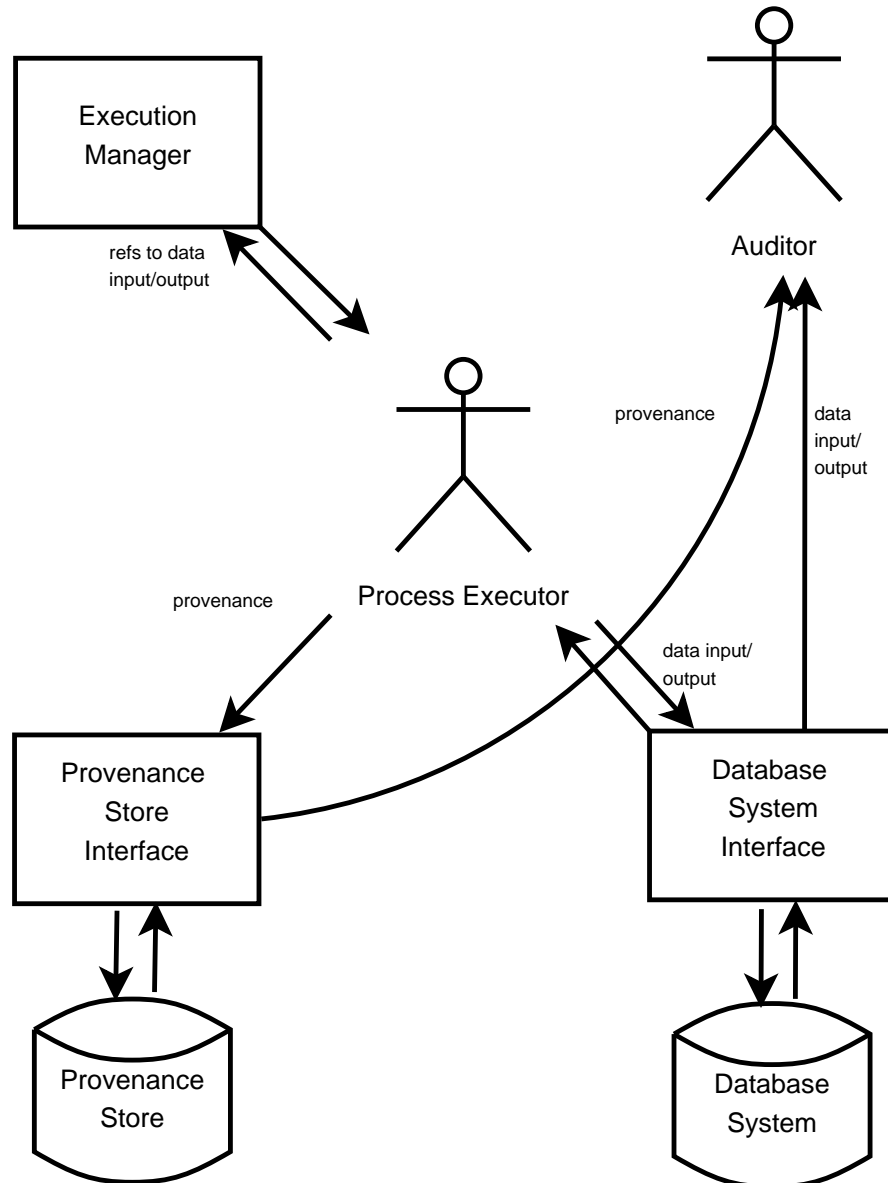 Execution
Manager
refs to data
input/output
Auditor
provenance
data
input/
output
provenance
Process Executor
data input/
output
Provenance
Store
Interface
Database
System
Interface
Provenance
Store
Database
System